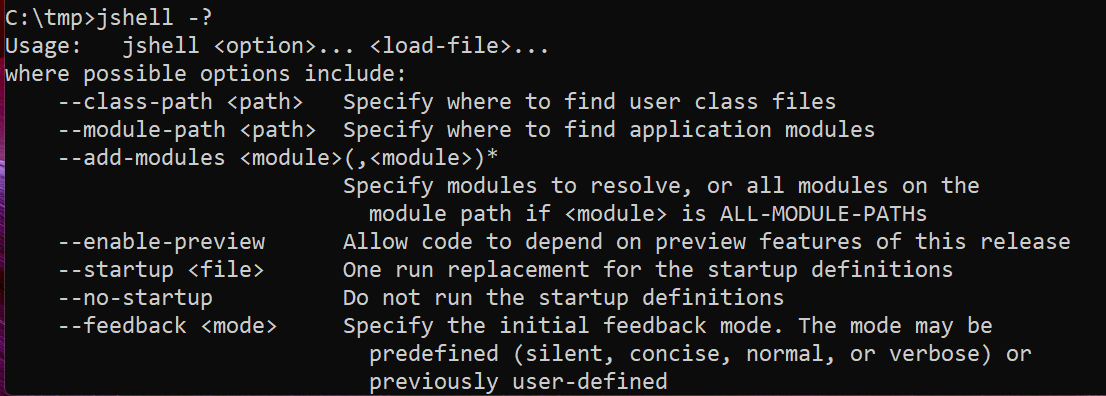 C:\tmp>jshell -?
Usage:   jshell <option>... <load-file>...
where possible options include:
    --class-path <path>   Specify where to find user class files
    --module-path <path>  Specify where to find application modules
    --add-modules <module>(,<module>)*
                          Specify modules to resolve, or all modules on the
                            module path if <module> is ALL-MODULE-PATHs
    --enable-preview      Allow code to depend on preview features of this release
    --startup <file>      One run replacement for the startup definitions
    --no-startup          Do not run the startup definitions
    --feedback <mode>     Specify the initial feedback mode. The mode may be
                            predefined (silent, concise, normal, or verbose) or
                            previously user-defined